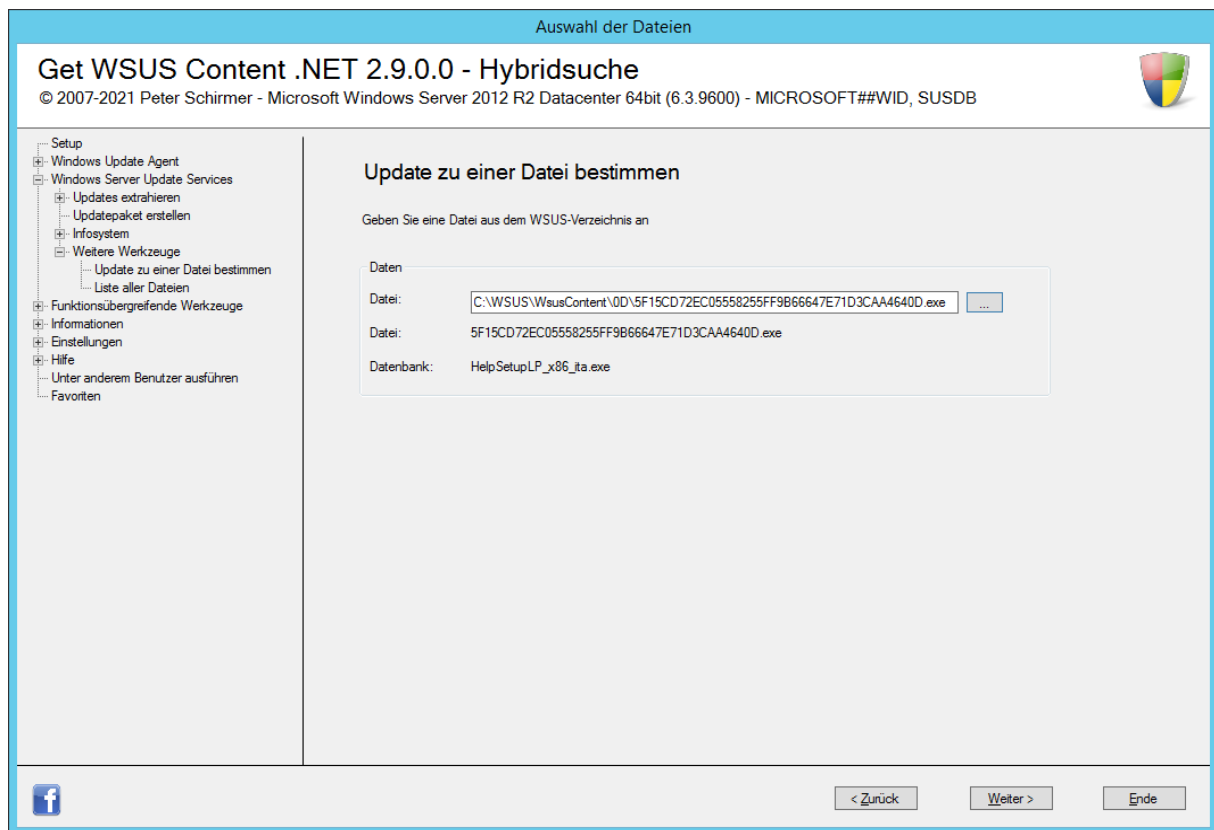 Auswahl der Dateien
Get WSUS Content .NET 2.9.0.0 - Hybridsuche
© 2007-2021 Peter Schirmer - Microsoft Windows Server 2012 R2 Datacenter 64bit (6.3.9600) - MICROSOFT##WID, SUSDB
Setup
Windows Update Agent
Windows Server Update Services
Updates extrahieren
Updatepaket erstellen
Infosystem
Weitere Werkzeuge
Update zu einer Datei bestimmen
Liste aller Dateien
Funktionsübergreifende Werkzeuge
Informationen
Einstellungen
Hilfe
Unter anderem Benutzer ausführen
Favoriten
Update zu einer Datei bestimmen
Geben Sie eine Datei aus dem WSUS-Verzeichnis an
Daten
Datei: C:\WSUS\WsusContent\0D\5F15CD72EC05558255FF9B66647E71D3CAA4640D.exe ...
Datei: 5F15CD72EC05558255FF9B66647E71D3CAA4640D.exe
Datenbank: HelpSetupLP_x86_ita.exe
f
< Zurück Weiter > Ende